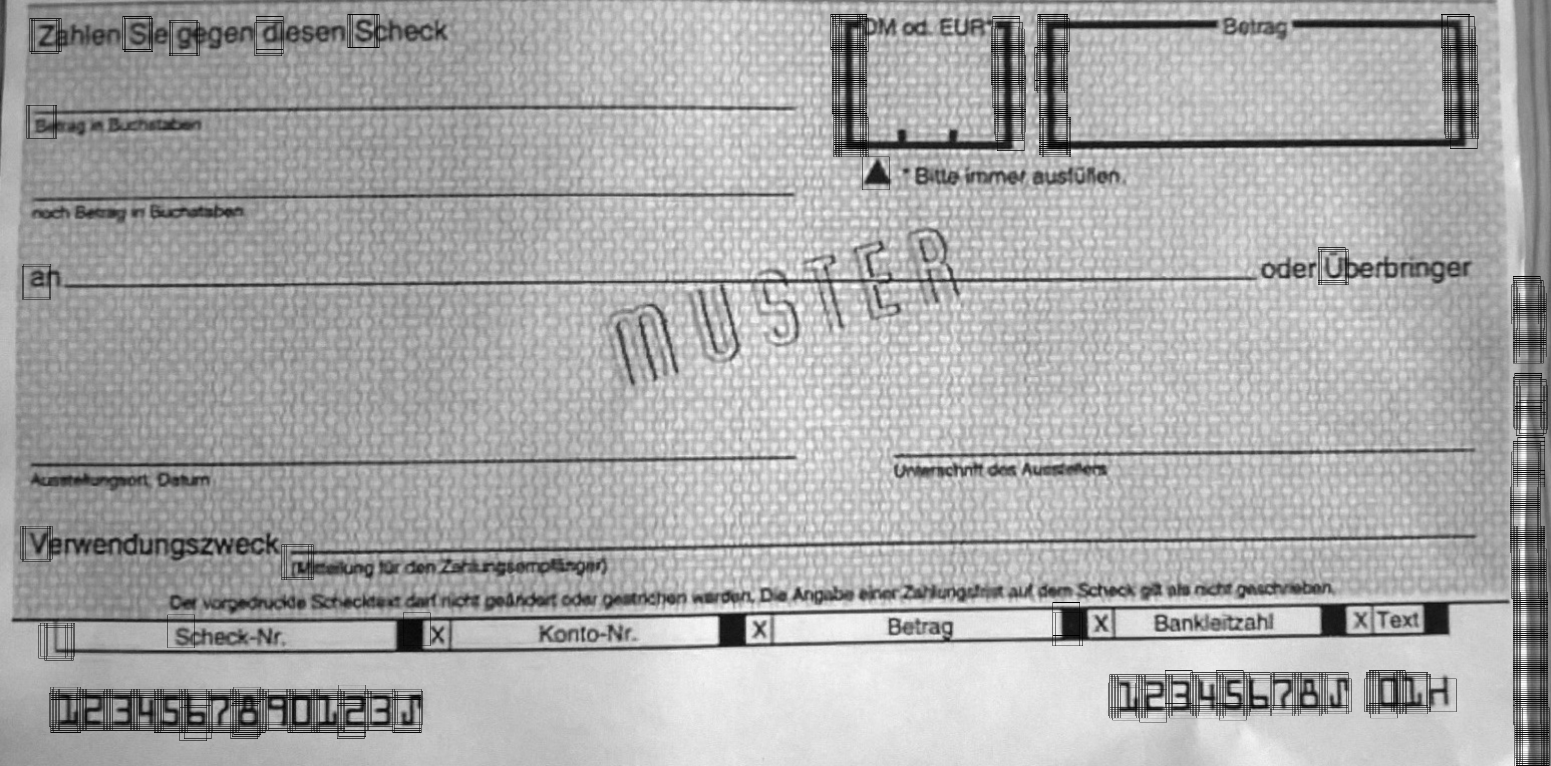 Zahlen Sie gegen diesen Scheck
DM od. EUR*
Betrag
Betrag in Buchstaben
* Bitte immer ausfüllen.
noch Betrag in Buchstaben
an
oder Überbringer
MUSTER
Ausstellungsort, Datum
Unterschrift des Ausstellers
Verwendungszweck
(Mitteilung für den Zahlungsempfänger)
Der vorgedruckte Schecktext darf nicht geändert oder gestrichen werden. Die Angabe einer Zahlungsfrist auf dem Scheck gilt als nicht geschrieben.
Scheck-Nr. X Konto-Nr. X Betrag X Bankleitzahl X Text
1234567890123⑀ 12345678⑀ 01⑁